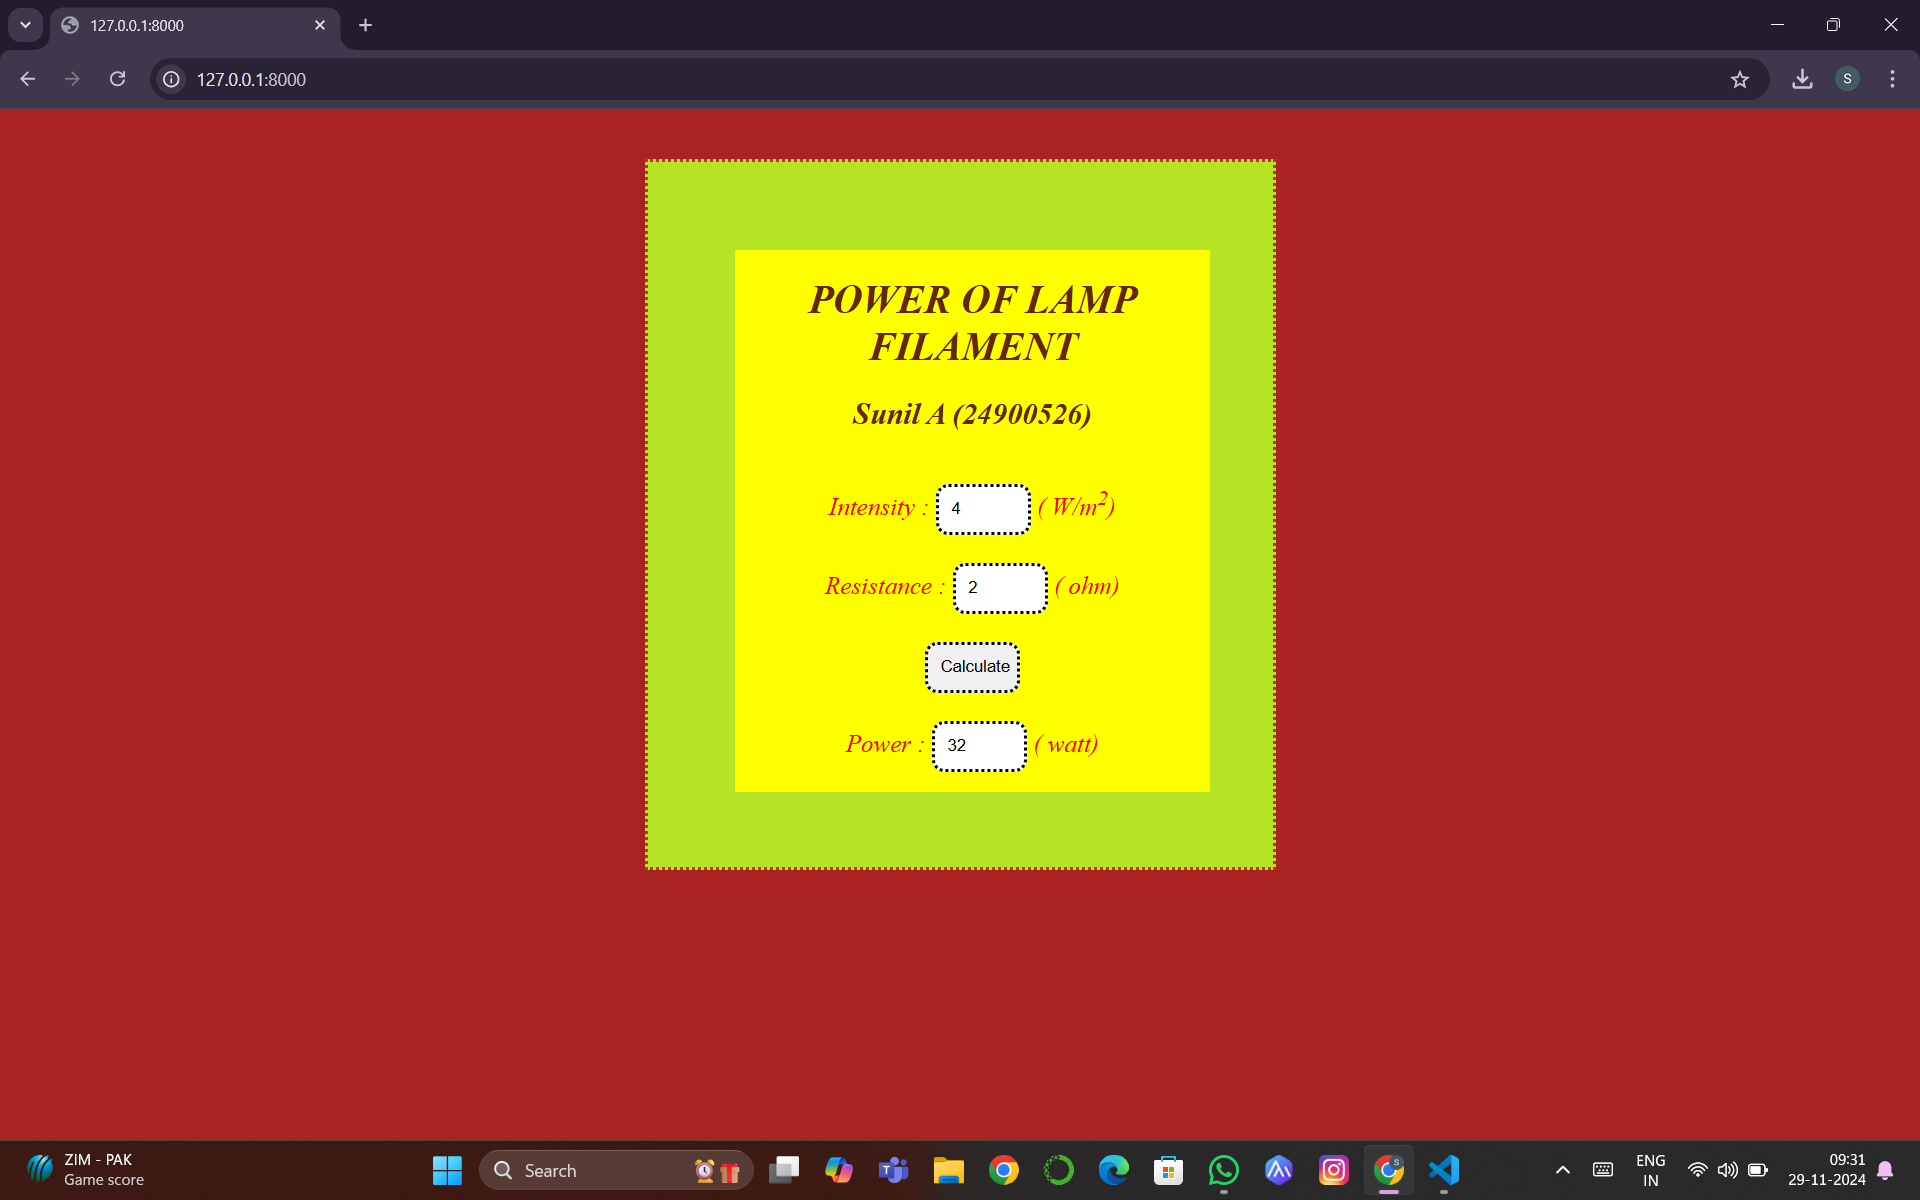 127.0.0.1:8000
127.0.0.1:8000
S
POWER OF LAMP
FILAMENT
Sunil A (24900526)
Intensity : 4 ( W/m²)
Resistance : 2 ( ohm)
Calculate
Power : 32 ( watt)
ZIM - PAK
Game score
Search
T
S
ENG
IN
09:31
29-11-2024